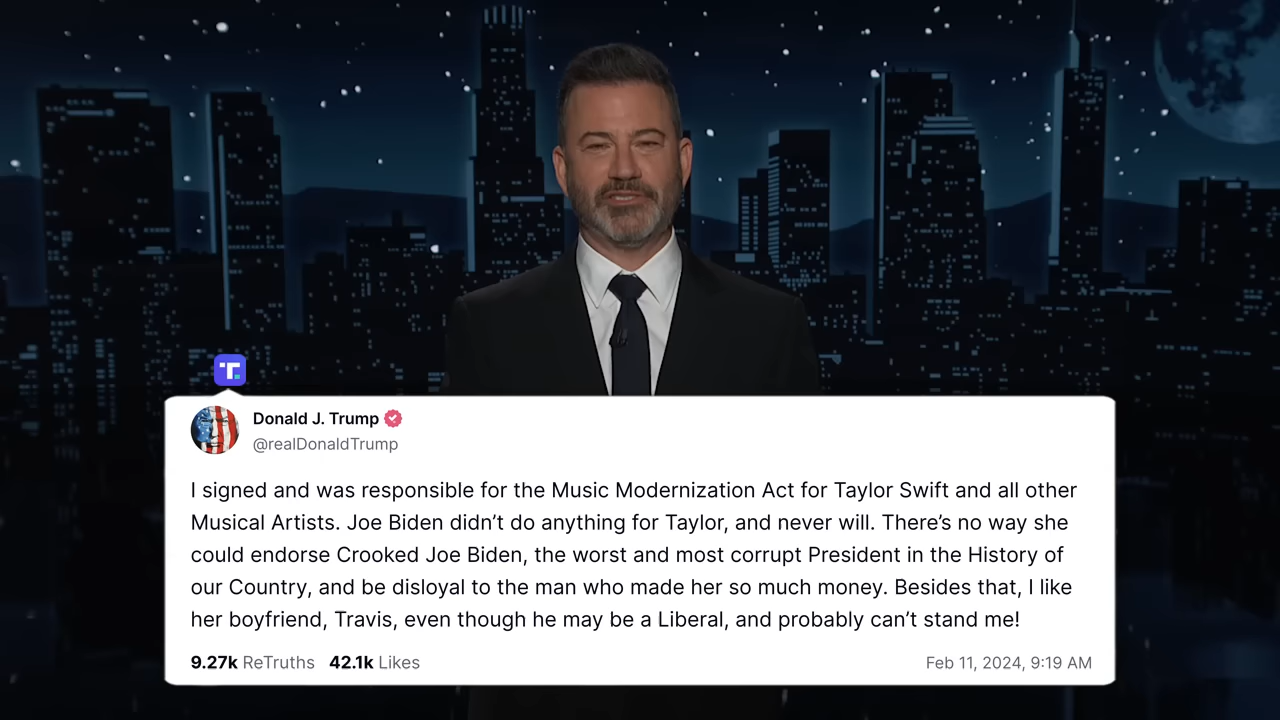 T.
Donald J. Trump
@realDonaldTrump
I signed and was responsible for the Music Modernization Act for Taylor Swift and all other
Musical Artists. Joe Biden didn’t do anything for Taylor, and never will. There’s no way she
could endorse Crooked Joe Biden, the worst and most corrupt President in the History of
our Country, and be disloyal to the man who made her so much money. Besides that, I like
her boyfriend, Travis, even though he may be a Liberal, and probably can’t stand me!
9.27k ReTruths 42.1k Likes Feb 11, 2024, 9:19 AM